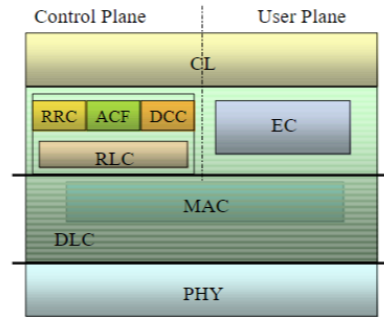 Control Plane User Plane
CL
RRC ACF DCC EC
RLC
MAC
DLC
PHY